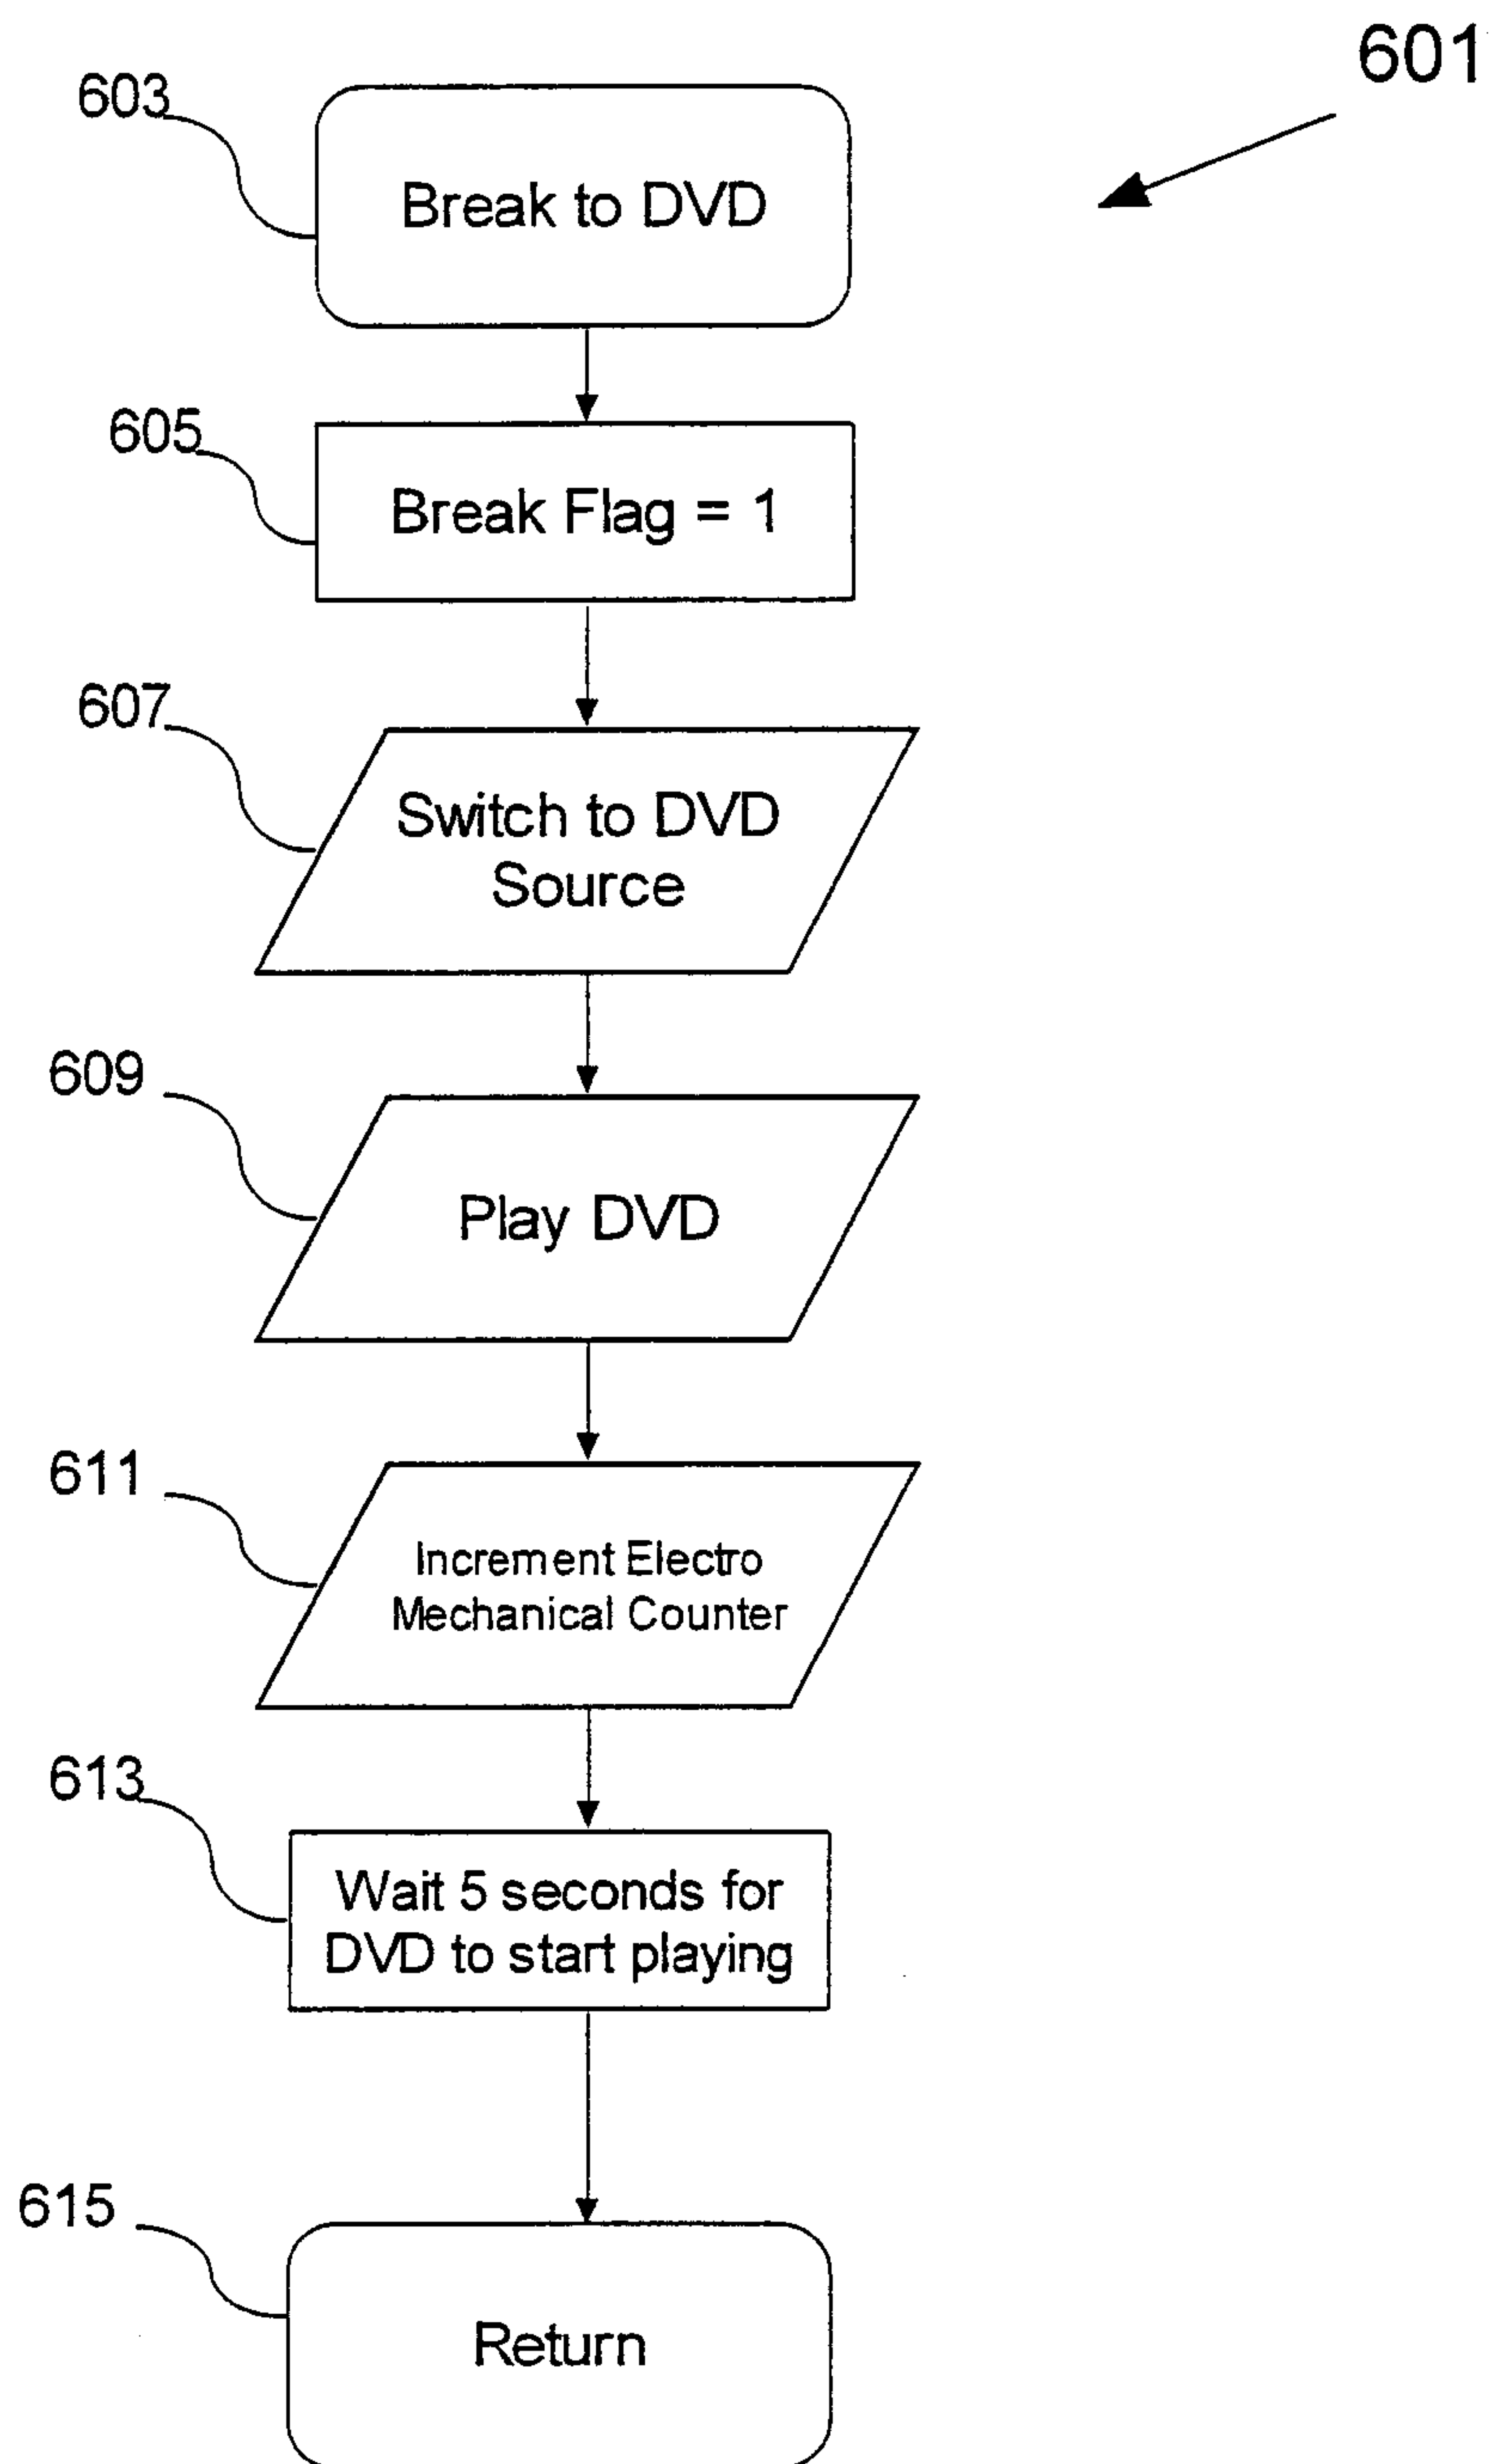 601
603
Break to DVD
605
Break Flag = 1
607
Switch to DVD
Source
609
Play DVD
611
Increment Electro
Mechanical Counter
613
Wait 5 seconds for
DVD to start playing
615
Return